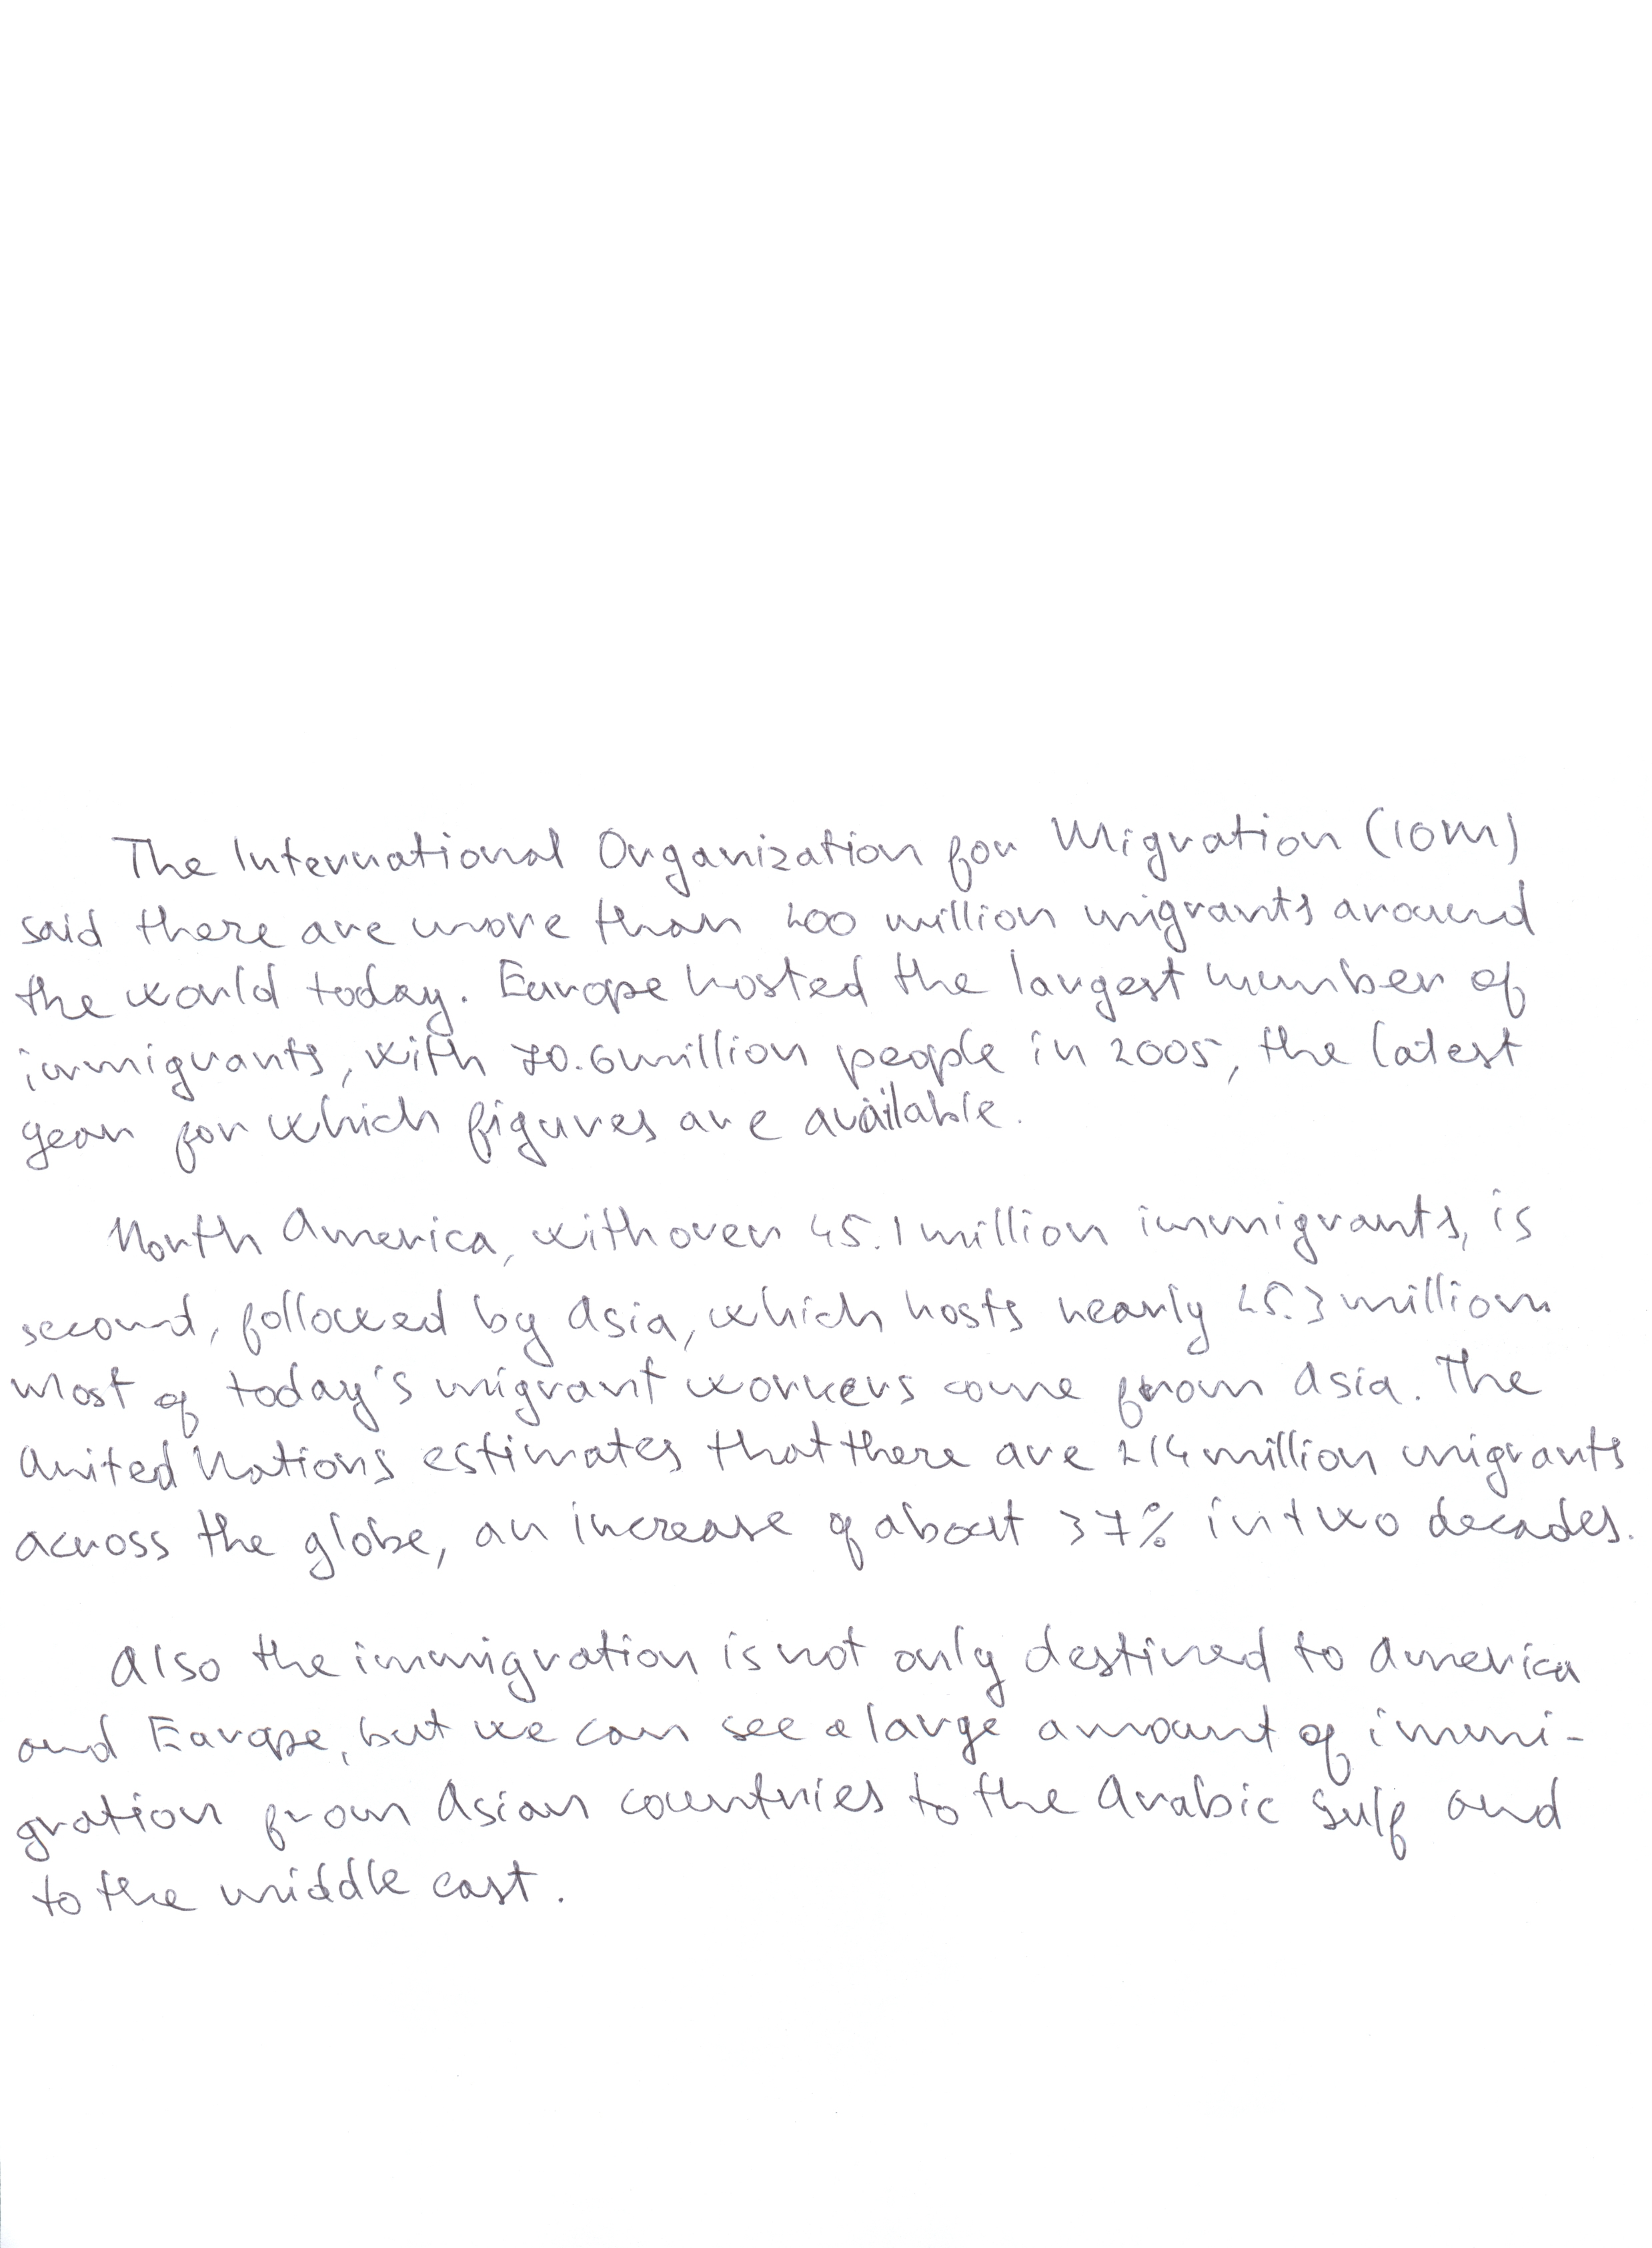 The International Organization for Migration (IOM)
said there are more than 200 million migrants around
the world today. Europe hosted the largest number of
immigrants, with 70.6 million people in 2005, the latest
year for which figures are available.
North America, with over 45.1 million immigrants, is
second, followed by Asia, which hosts nearly 25.3 million.
Most of today's migrant workers come from Asia. The
United Nations estimates that there are 214 million migrants
across the globe, an increase of about 37% in two decades.
Also the immigration is not only destined to America
and Europe, but we can see a large amount of immi-
gration from Asian countries to the Arabic Gulf and
to the middle east.